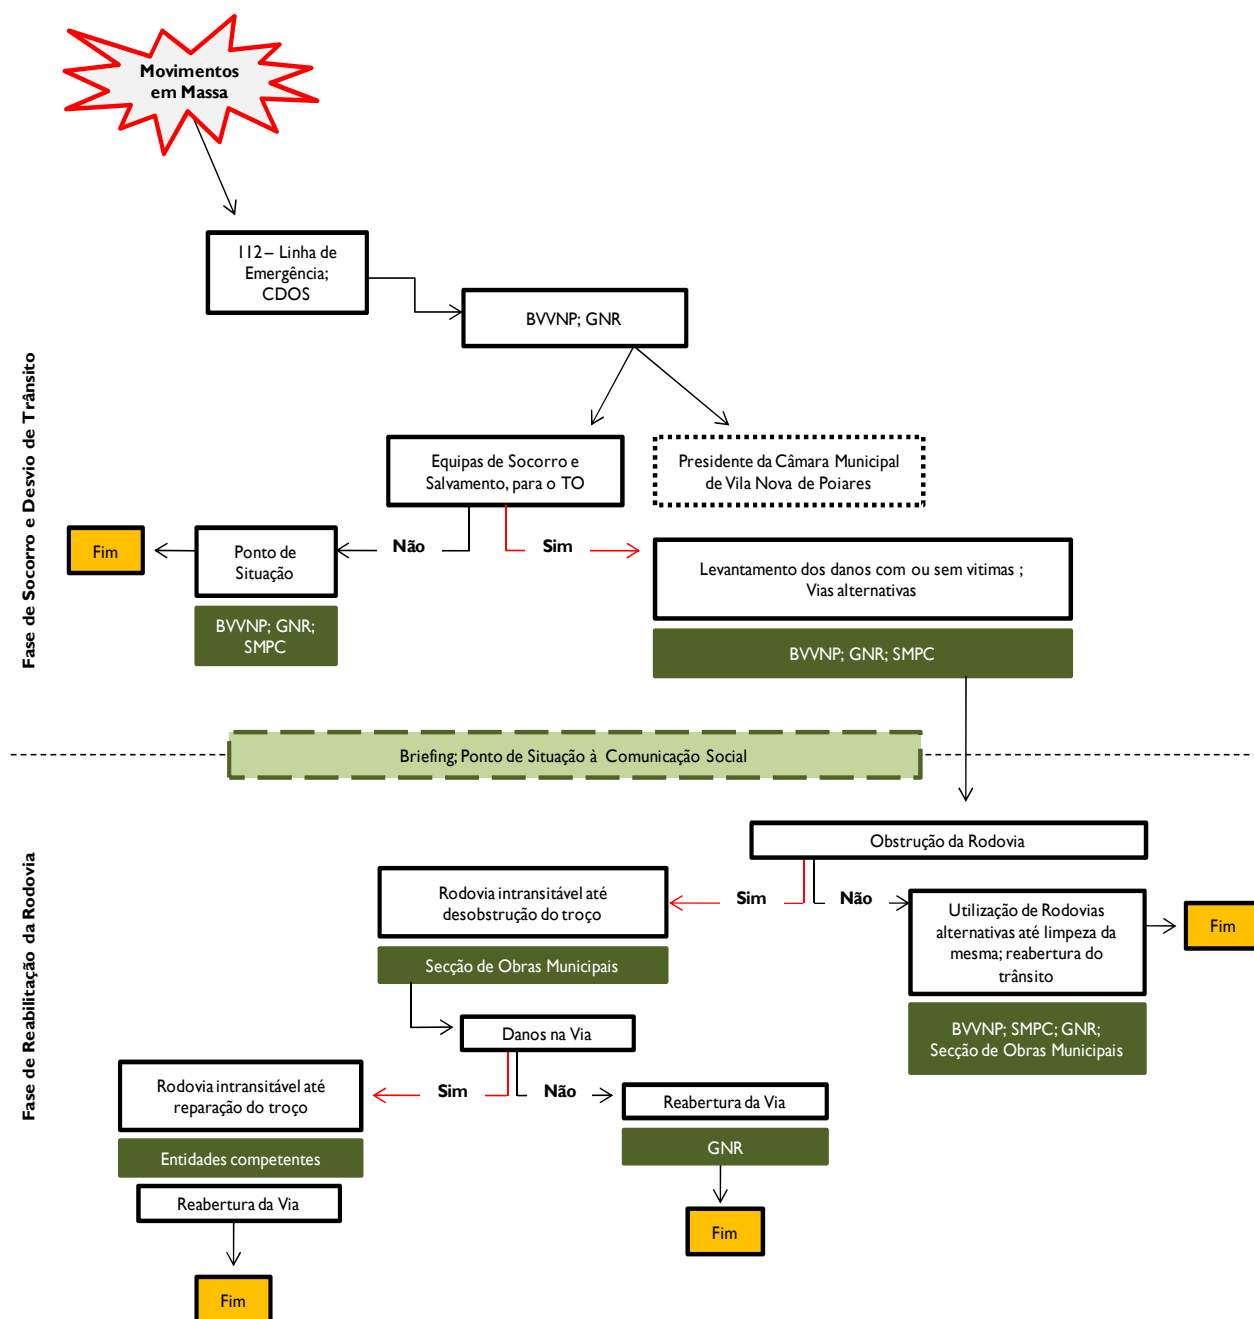 Movimentos
em Massa
112 – Linha de
Emergência;
CDOS
BVVNP; GNR
Fase de Socorro e Desvio de Trânsito
Equipas de Socorro e
Salvamento, para o TO
Presidente da Câmara Municipal
de Vila Nova de Poiares
Fim
Ponto de
Situação
Não
Sim
Levantamento dos danos com ou sem vitimas ;
Vias alternativas
BVVNP; GNR;
SMPC
BVVNP; GNR; SMPC
Briefing; Ponto de Situação à Comunicação Social
Fase de Reabilitação da Rodovia
Obstrução da Rodovia
Rodovia intransitável até
desobstrução do troço
Sim
Não
Utilização de Rodovias
alternativas até limpeza da
mesma; reabertura do
trânsito
Fim
Secção de Obras Municipais
BVVNP; SMPC; GNR;
Secção de Obras Municipais
Danos na Via
Rodovia intransitável até
reparação do troço
Sim
Não
Reabertura da Via
Entidades competentes
GNR
Reabertura da Via
Fim
Fim